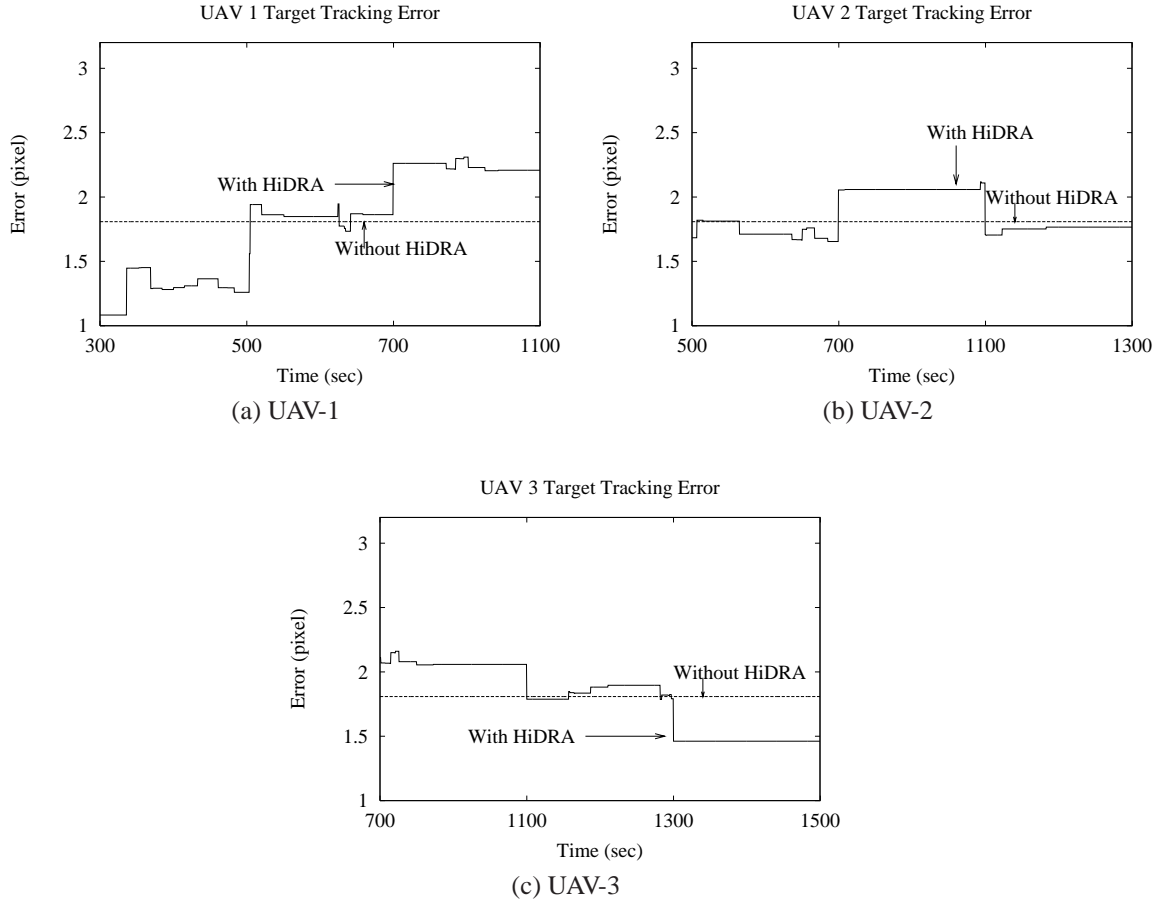 UAV 1 Target Tracking Error
3
2.5
2
1.5
1
Error (pixel)
With HiDRA
Without HiDRA
300 500 700 1100
Time (sec)
(a) UAV-1
UAV 2 Target Tracking Error
3
2.5
2
1.5
1
Error (pixel)
With HiDRA
Without HiDRA
500 700 1100 1300
Time (sec)
(b) UAV-2
UAV 3 Target Tracking Error
3
2.5
2
1.5
1
Error (pixel)
Without HiDRA
With HiDRA
700 1100 1300 1500
Time (sec)
(c) UAV-3